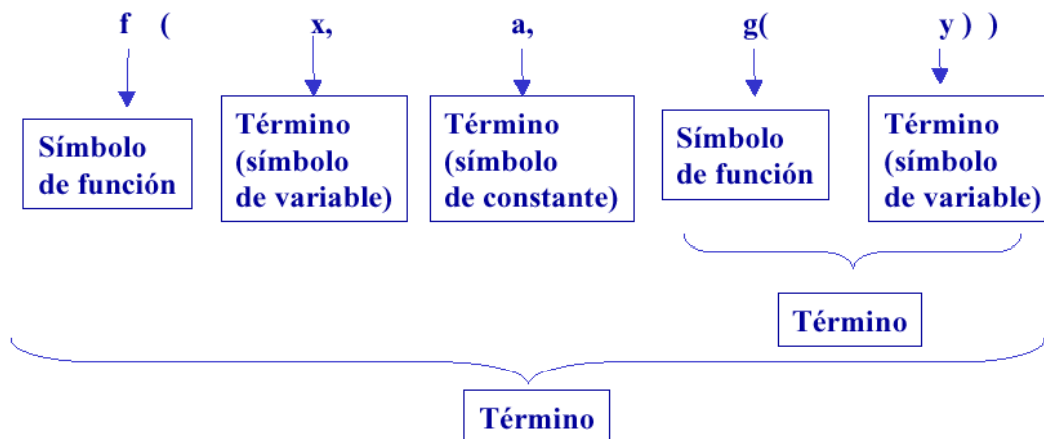 f ( x, a, g( y ) )
Símbolo
de función
Término
(símbolo
de variable)
Término
(símbolo
de constante)
Símbolo
de función
Término
(símbolo
de variable)
Término
Término